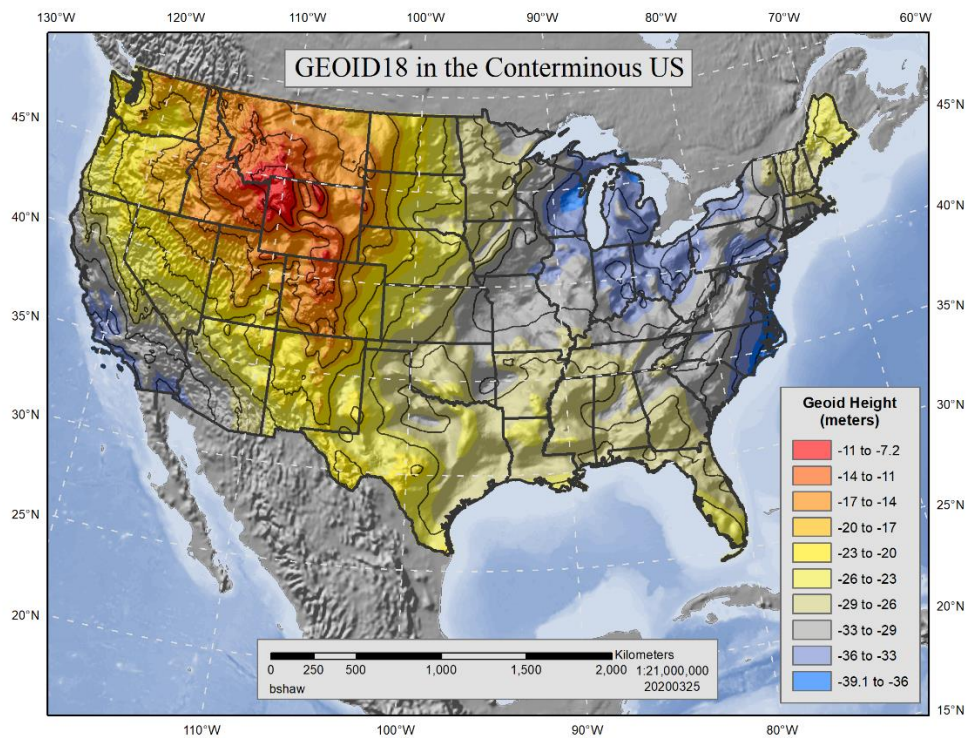 130°W 120°W 110°W 100°W 90°W 80°W 70°W 60°W
GEOID18 in the Conterminous US
45°N 45°N
40°N 40°N
35°N 35°N
30°N 30°N
25°N 25°N
20°N 20°N
15°N
Geoid Height
(meters)
-11 to -7.2
-14 to -11
-17 to -14
-20 to -17
-23 to -20
-26 to -23
-29 to -26
-33 to -29
-36 to -33
-39.1 to -36
Kilometers
0 250 500 1,000 1,500 2,000 1:21,000,000
bshaw 20200325
110°W 100°W 90°W 80°W